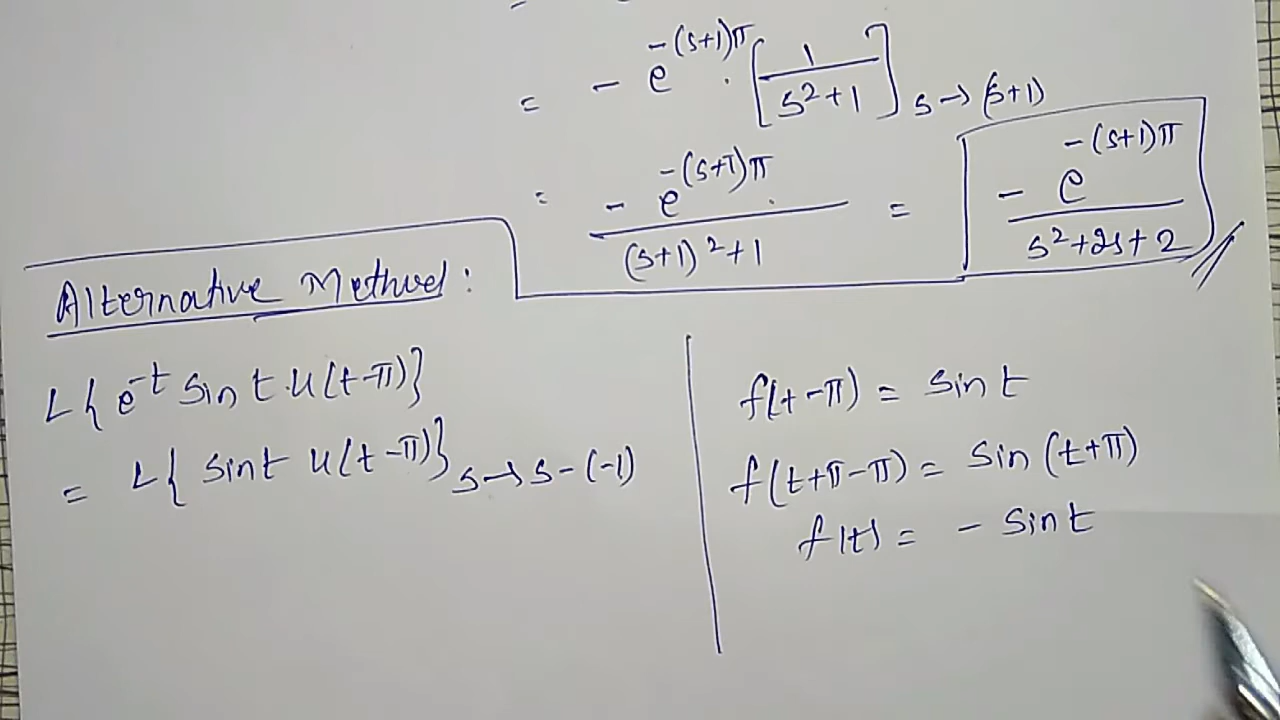 = - e^{-(s+1)π} · [1/(s²+1)]_{s→(s+1)}
= - e^{-(s+1)π} / ((s+1)²+1) = - e^{-(s+1)π} / (s²+2s+2)
Alternative Method:
L{e^{-t} sin t · u(t-π)}
= L{sin t u(t-π)}_{s→s-(-1)}
f(t-π) = sin t
f(t+π-π) = sin (t+π)
f(t) = - sin t